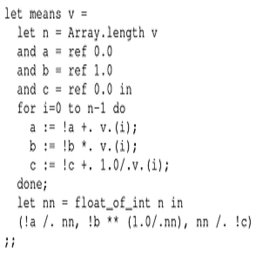 let means v =
  let n = Array.length v
  and a = ref 0.0
  and b = ref 1.0
  and c = ref 0.0 in
  for i=0 to n-1 do
    a := !a +. v.(i);
    b := !b *. v.(i);
    c := !c +. 1.0/.v.(i);
  done;
  let nn = float_of_int n in
  (!a /. nn, !b ** (1.0/.nn), nn /. !c)
;;